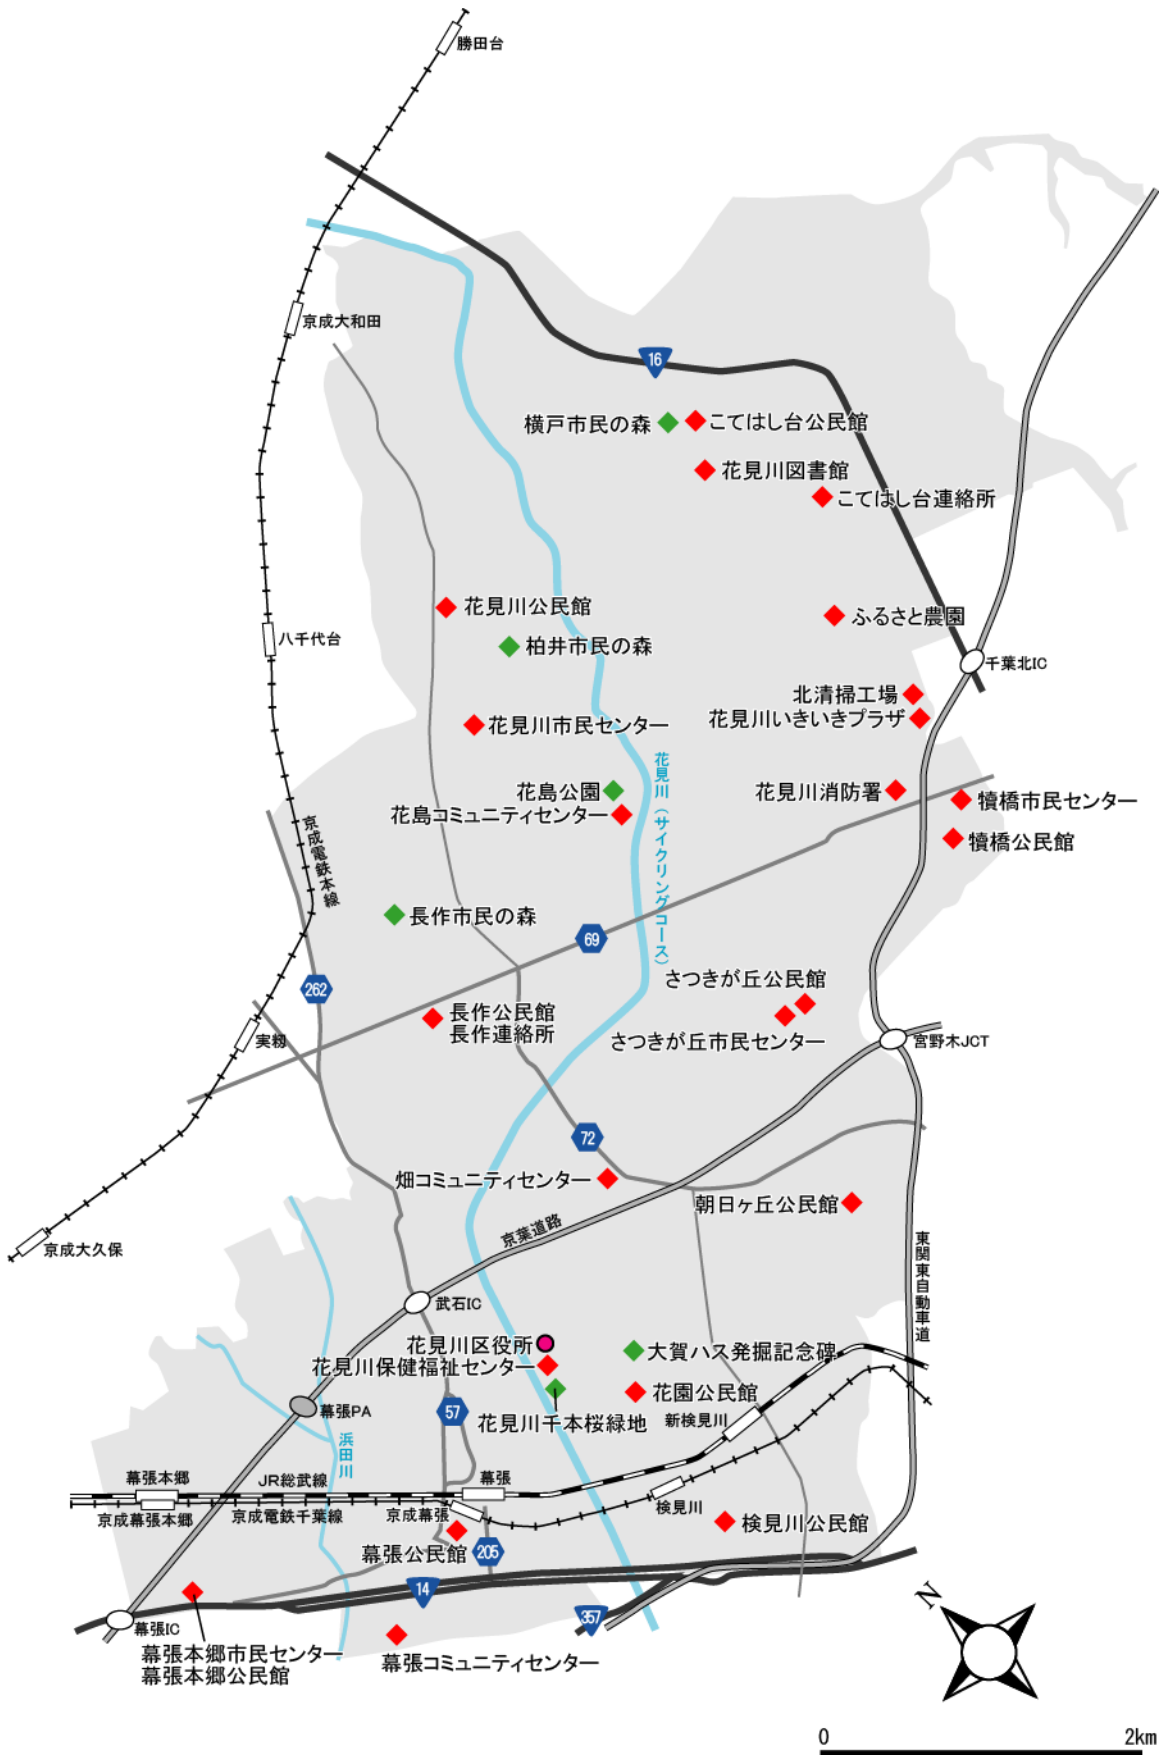 勝田台
京成大和田
16
横戸市民の森
こてはし台公民館
花見川図書館
こてはし台連絡所
花見川公民館
ふるさと農園
八千代台
柏井市民の森
千葉北IC
北清掃工場
花見川いきいきプラザ
花見川市民センター
花見川（サイクリングコース）
花島公園
花見川消防署
犢橋市民センター
花島コミュニティセンター
京成電鉄本線
犢橋公民館
長作市民の森
69
さつきが丘公民館
262
長作公民館
長作連絡所
実籾
さつきが丘市民センター
宮野木JCT
72
畑コミュニティセンター
朝日ヶ丘公民館
京葉道路
京成大久保
東関東自動車道
武石IC
花見川区役所
大賀ハス発掘記念碑
花見川保健福祉センター
花園公民館
幕張PA
57
花見川千本桜緑地
新検見川
浜田川
幕張本郷
JR総武線
幕張
京成幕張本郷
京成電鉄千葉線
京成幕張
検見川
検見川公民館
幕張公民館
205
14
357
幕張IC
幕張本郷市民センター
幕張本郷公民館
幕張コミュニティセンター
N
0
2km